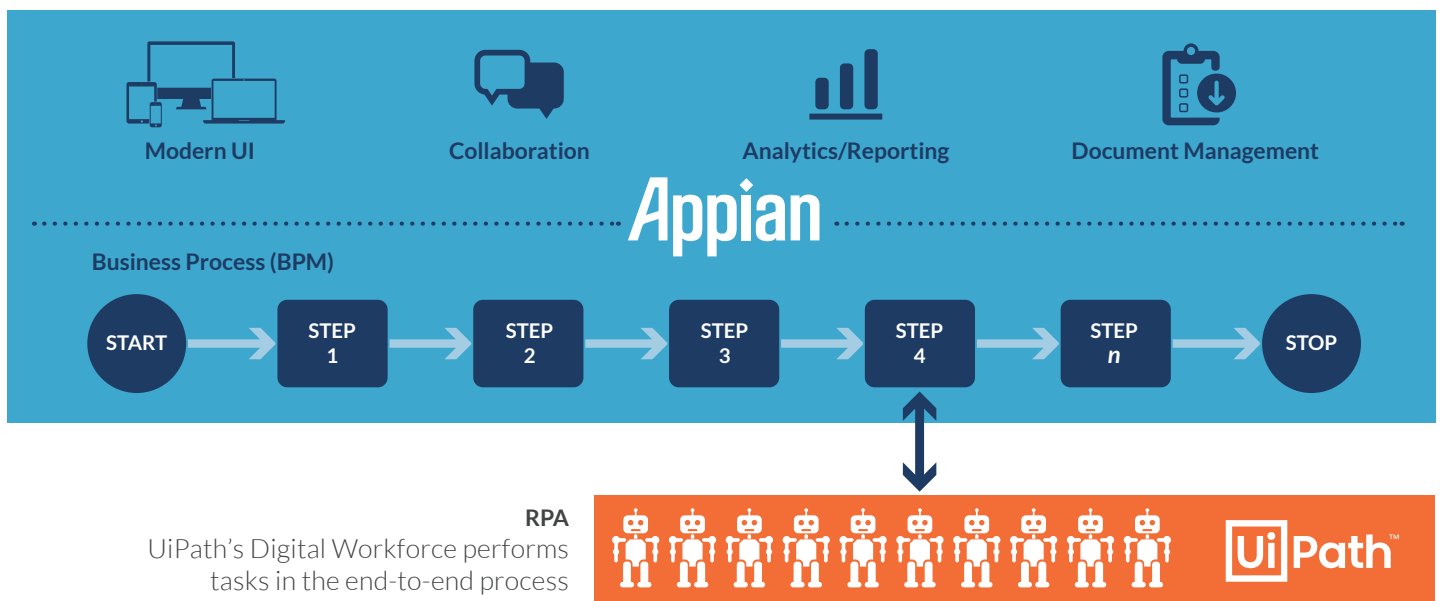 Modern UI
Collaboration
Analytics/Reporting
Document Management
Appian
Business Process (BPM)
START
STEP
1
STEP
2
STEP
3
STEP
4
STEP
n
STOP
RPA
UiPath's Digital Workforce performs
tasks in the end-to-end process
UiPath™